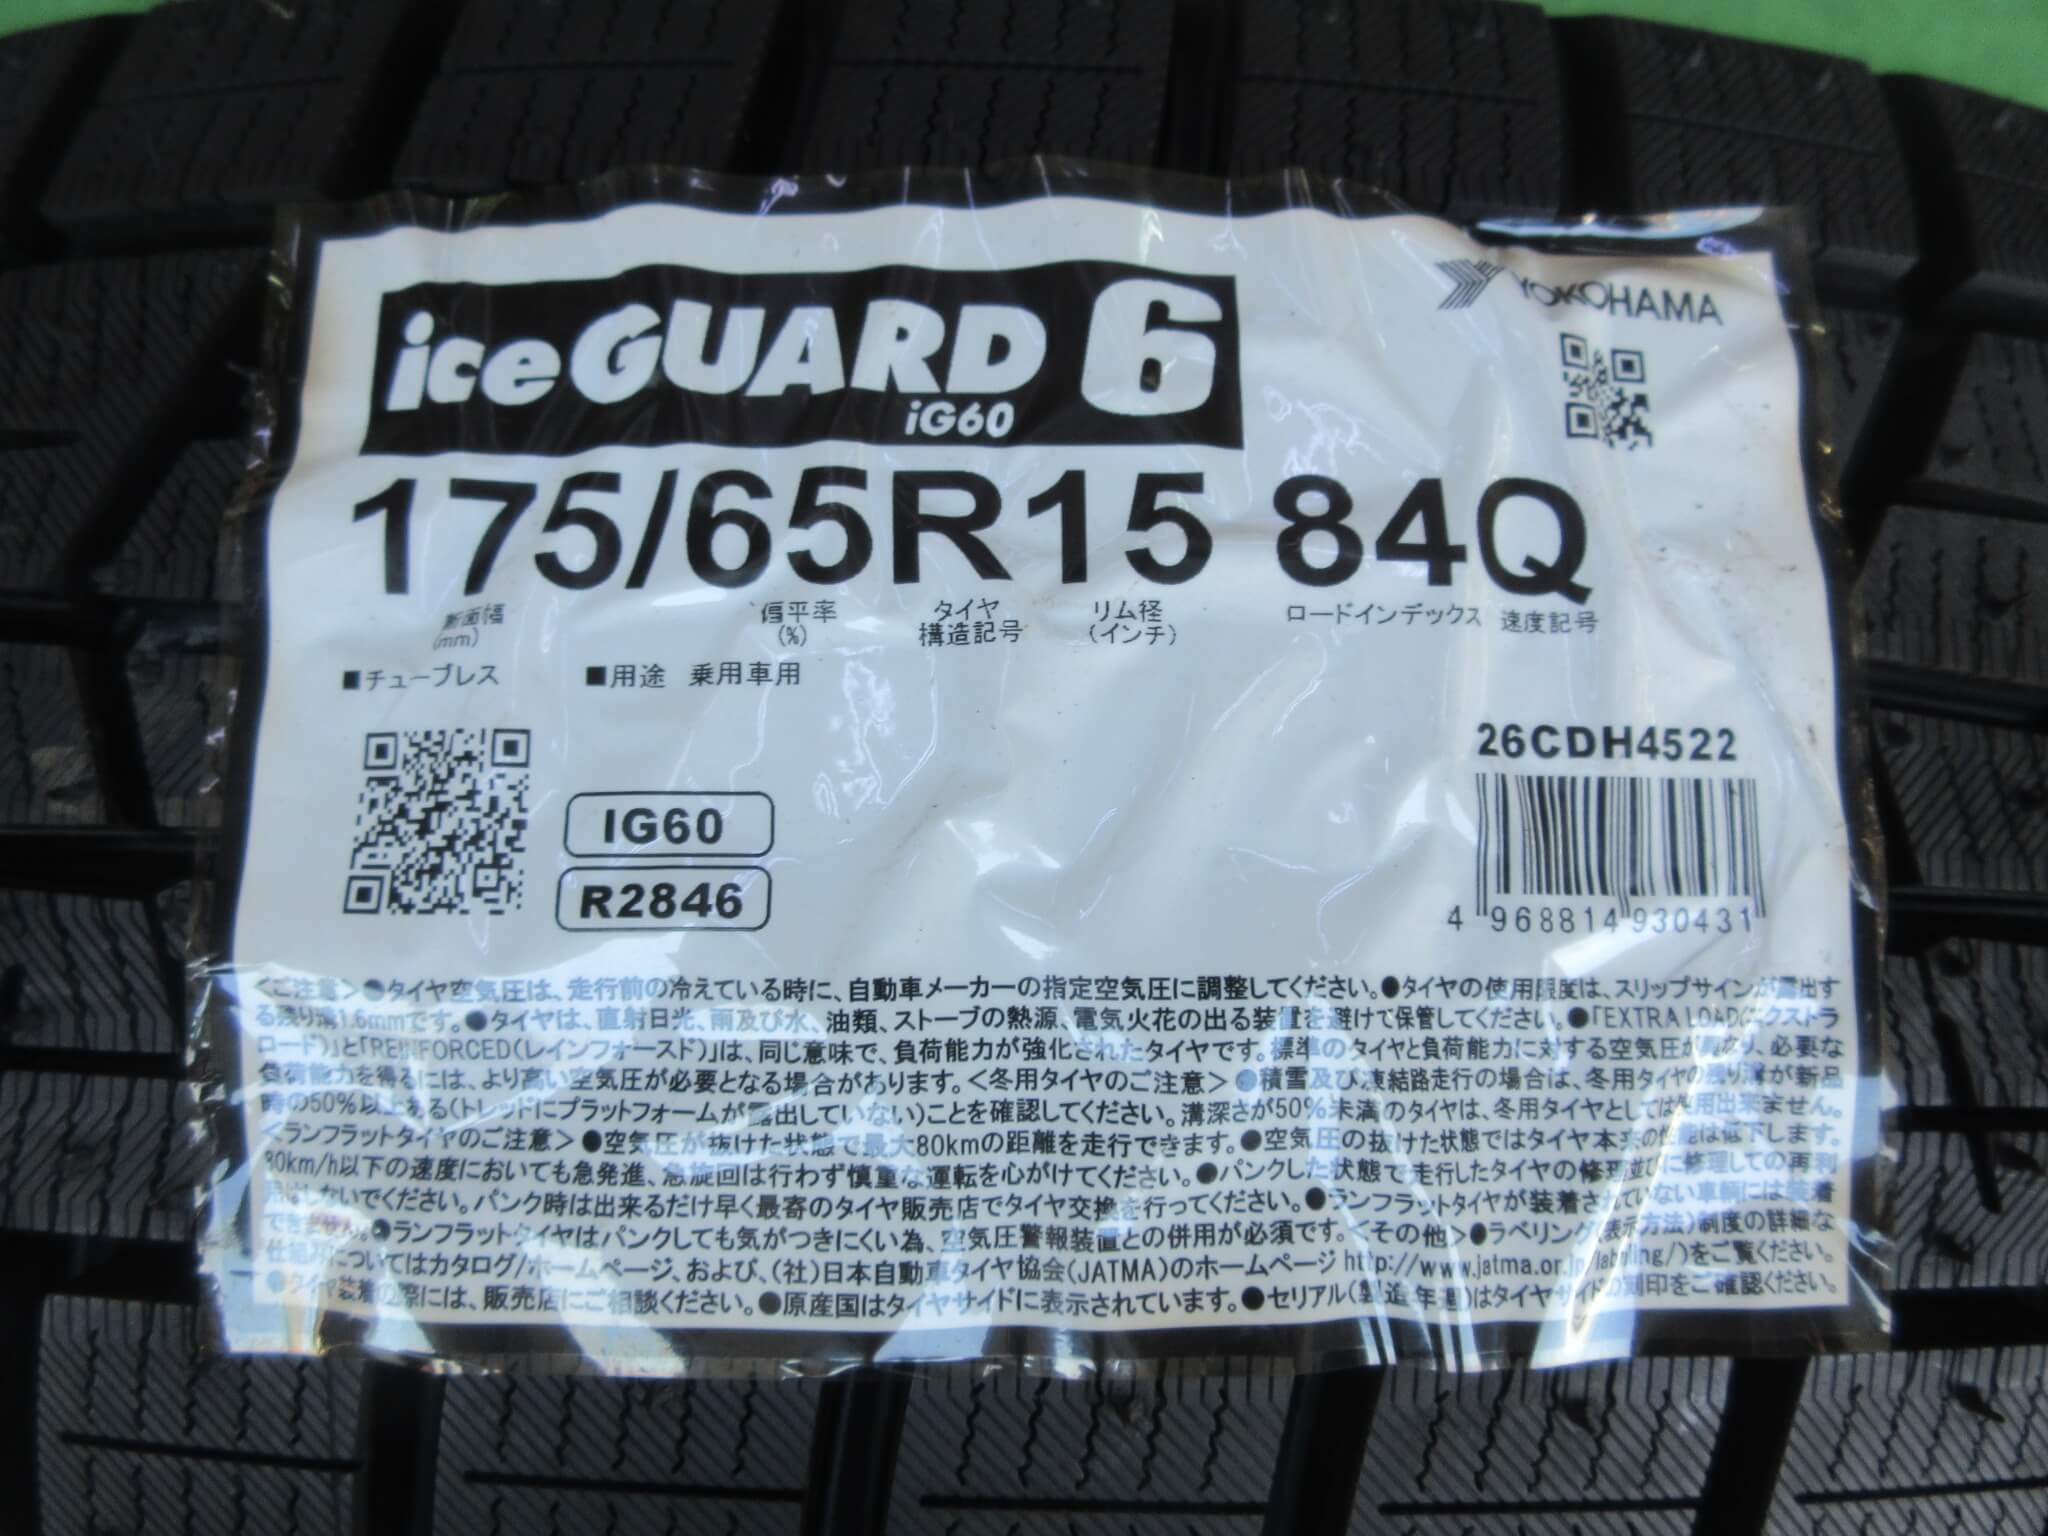 iceGUARD 6
iG60
YOKOHAMA
175/65R15 84Q
断面幅 (mm) 偏平率 (%) タイヤ 構造記号 リム径 (インチ) ロードインデックス 速度記号
■チューブレス ■用途 乗用車用
26CDH4522
IG60
R2846
4 968814 930431
<ご注意>●タイヤ空気圧は、走行前の冷えている時に、自動車メーカーの指定空気圧に調整してください。●タイヤの使用限度は、スリップサインが露出す
る残り溝1.6mmです。●タイヤは、直射日光、雨及び水、油類、ストーブの熱源、電気火花の出る装置を避けて保管してください。●「EXTRA LOAD(エクストラ
ロード)」と「REINFORCED(レインフォースド)」は、同じ意味で、負荷能力が強化されたタイヤです。標準のタイヤと負荷能力に対する空気圧が異なり、必要な
負荷能力を得るには、より高い空気圧が必要となる場合があります。<冬用タイヤのご注意>●積雪及び凍結路走行の場合は、冬用タイヤの残り溝が新品
時の50%以上ある(トレッドにプラットフォームが露出していない)ことを確認してください。溝深さが50%未満のタイヤは、冬用タイヤとしては使用出来ません。
<ランフラットタイヤのご注意>●空気圧が抜けた状態で最大80kmの距離を走行できます。●空気圧の抜けた状態ではタイヤ本来の性能は低下します。
80km/h以下の速度においても急発進、急旋回は行わず慎重な運転を心がけてください。●パンクした状態で走行したタイヤの修理並びに修理しての再利
用はしないでください。パンク時は出来るだけ早く最寄のタイヤ販売店でタイヤ交換を行ってください。●ランフラットタイヤが装着されていない車輌には装着
できません。●ランフラットタイヤはパンクしても気がつきにくい為、空気圧警報装置との併用が必須です。<その他>●ラベリング(表示方法)制度の詳細な
仕組みについてはカタログ/ホームページ、および、(社)日本自動車タイヤ協会(JATMA)のホームページ http://www.jatma.or.jp/labeling/)をご覧ください。
●タイヤ装着の際には、販売店にご相談ください。●原産国はタイヤサイドに表示されています。●セリアル(製造年週)はタイヤサイドの刻印をご確認ください。